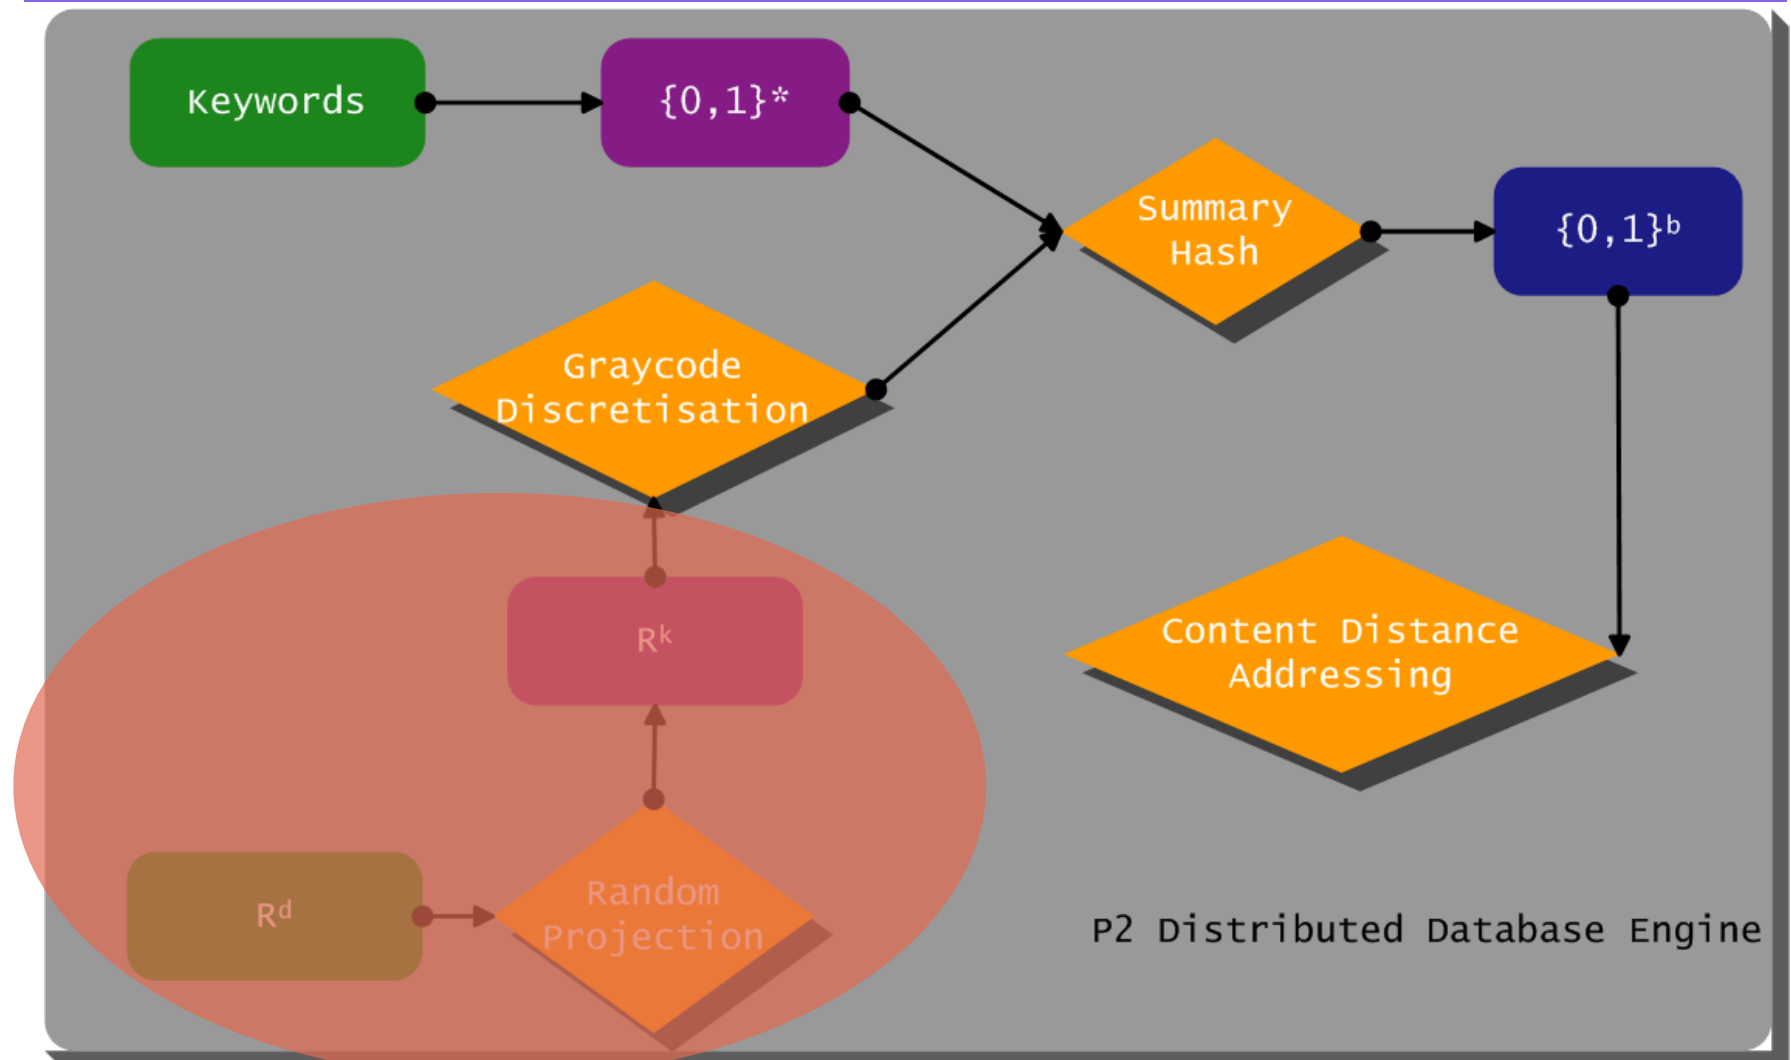 Keywords
{0,1}*
Summary
Hash
{0,1}ᵇ
Graycode
Discretisation
Rᵏ
Content Distance
Addressing
Rᵈ
Random
Projection
P2 Distributed Database Engine